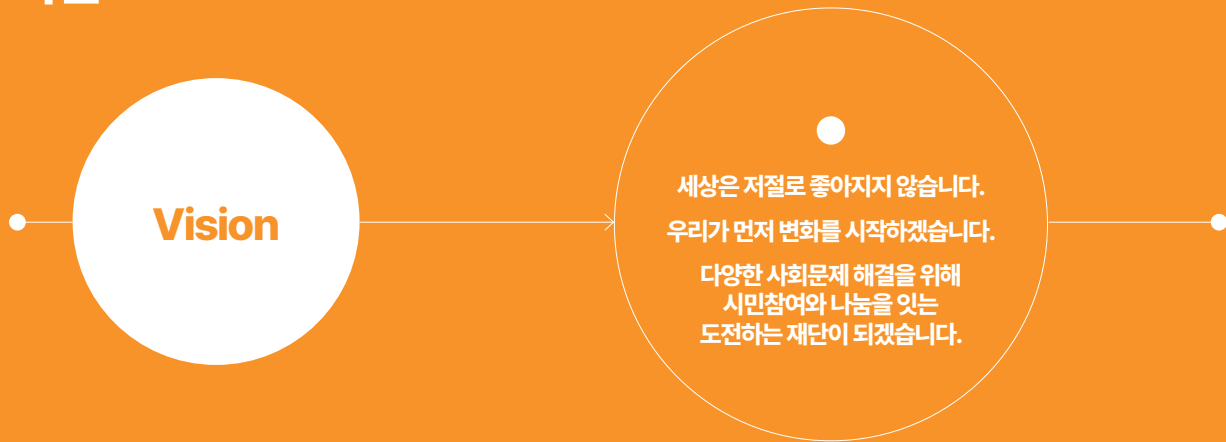 Vision
세상은 저절로 좋아지지 않습니다.
우리가 먼저 변화를 시작하겠습니다.
다양한 사회문제 해결을 위해
시민참여와 나눔을 잇는
도전하는 재단이 되겠습니다.